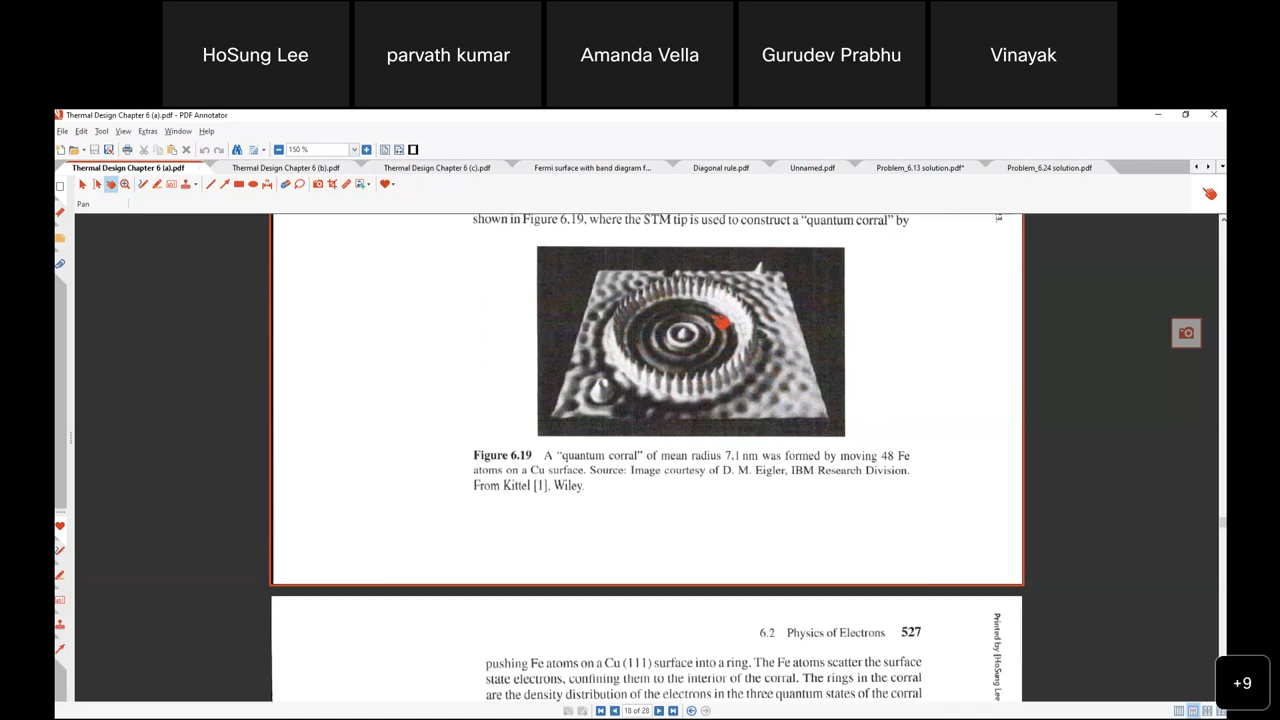 HoSung Lee
parvath kumar
Amanda Vella
Gurudev Prabhu
Vinayak
Thermal Design Chapter 6 (a).pdf - PDF Annotator
File Edit Tool View Extras Window Help
150 %
Thermal Design Chapter 6 (a).pdf
Thermal Design Chapter 6 (b).pdf
Thermal Design Chapter 6 (c).pdf
Fermi surface with band diagram f...
Diagonal rule.pdf
Unnamed.pdf
Problem_6.13 solution.pdf*
Problem_6.24 solution.pdf
Pan
shown in Figure 6.19, where the STM tip is used to construct a “quantum corral” by
Figure 6.19 A “quantum corral” of mean radius 7.1 nm was formed by moving 48 Fe
atoms on a Cu surface. Source: Image courtesy of D. M. Eigler, IBM Research Division.
From Kittel [1], Wiley.
6.2 Physics of Electrons 527
Printed by [HoSung Lee
pushing Fe atoms on a Cu (111) surface into a ring. The Fe atoms scatter the surface
state electrons, confining them to the interior of the corral. The rings in the corral
are the density distribution of the electrons in the three quantum states of the corral
18 of 28
+9